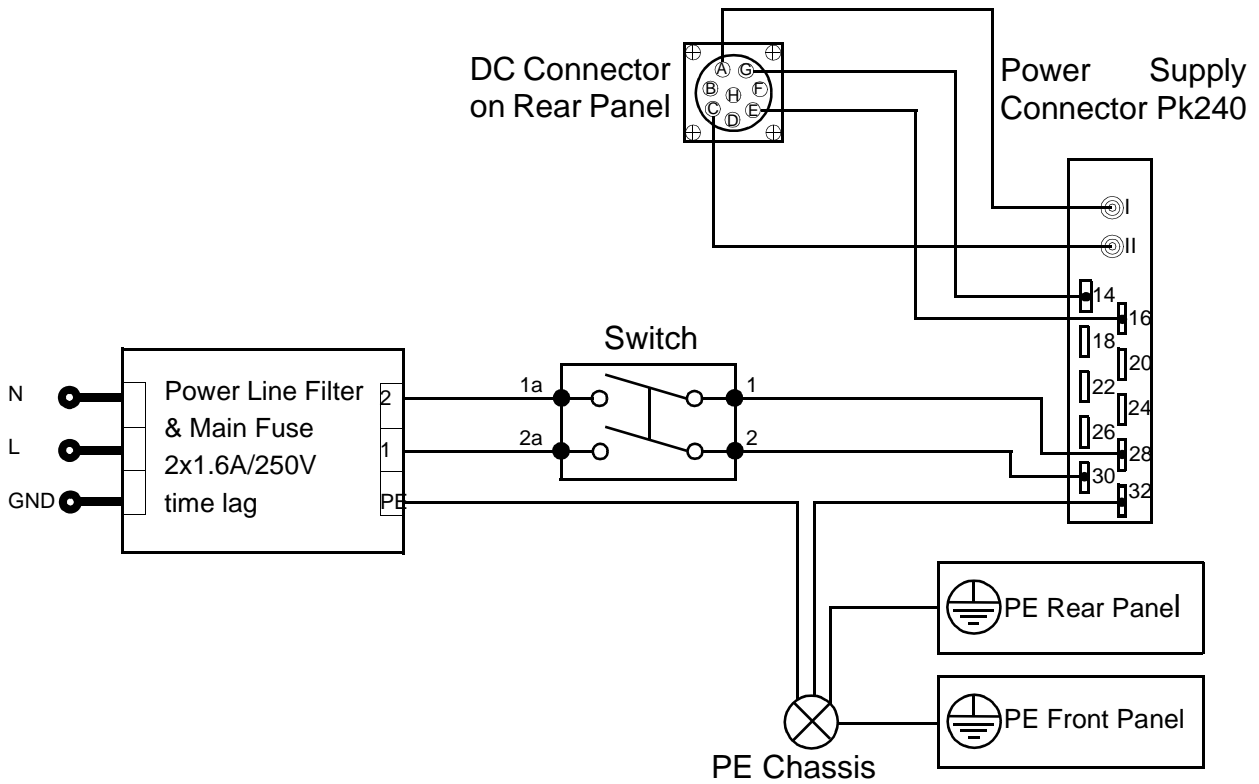 DC Connector
on Rear Panel
A G
B H F
C D E
Power Supply
Connector Pk240
I
II
14
16
18
20
22
24
26
28
30
32
Switch
1a
1
2a
2
N
L
GND
Power Line Filter
& Main Fuse
2x1.6A/250V
time lag
2
1
PE
PE Rear Panel
PE Front Panel
PE Chassis